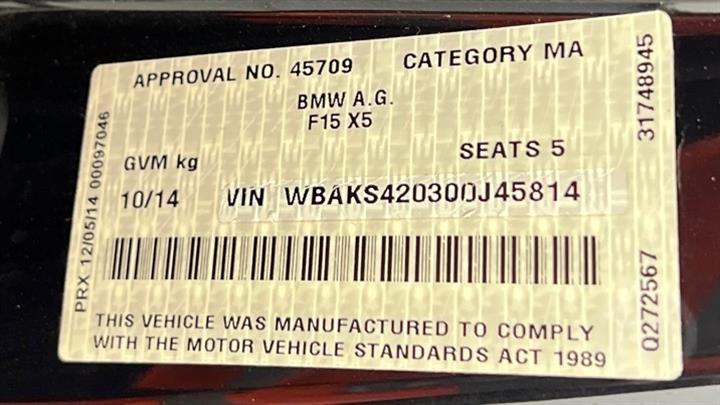 APPROVAL NO. 45709 CATEGORY MA
BMW A.G.
F15 X5
GVM kg SEATS 5
10/14 VIN WBAKS420300J45814
THIS VEHICLE WAS MANUFACTURED TO COMPLY
WITH THE MOTOR VEHICLE STANDARDS ACT 1989
PRX 12/05/14 00097046
Q272567 31748945